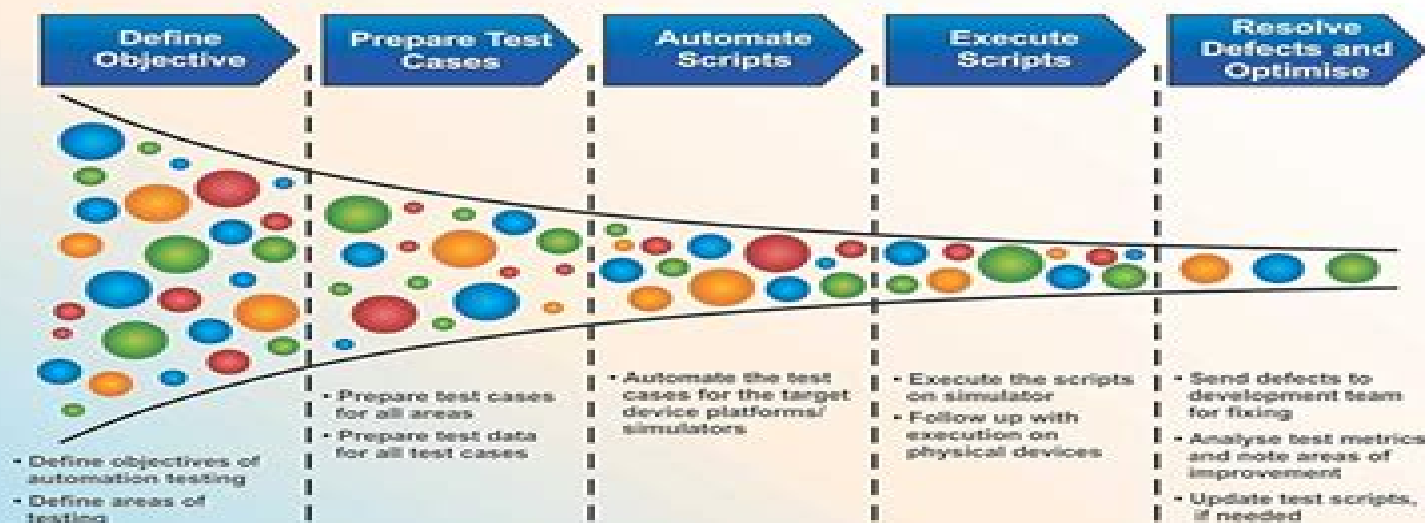 Define
Objective
Prepare Test
Cases
Automate
Scripts
Execute
Scripts
Resolve
Defects and
Optimise
• Define objectives of
automation testing
• Define areas of
testing
• Prepare test cases
for all areas
• Prepare test data
for all test cases
• Automate the test
cases for the target
device platforms/
simulators
• Execute the scripts
on simulator
• Follow up with
execution on
physical devices
• Send defects to
development team
for fixing
• Analyse test metrics
and note areas of
improvement
• Update test scripts,
if needed